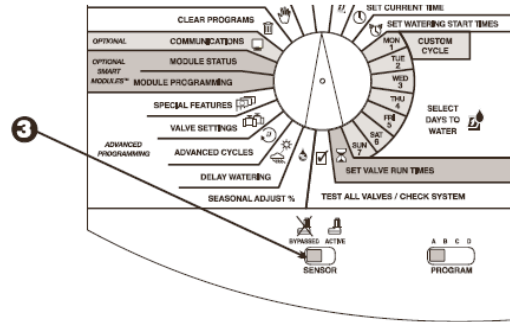 SET CURRENT TIME
CLEAR PROGRAMS
SET WATERING START TIMES
OPTIONAL
COMMUNICATIONS
MON
1
CUSTOM
CYCLE
OPTIONAL
SMART
MODULES™
MODULE STATUS
TUE
2
MODULE PROGRAMMING
WED
3
SPECIAL FEATURES
THU
4
SELECT
DAYS TO
WATER
VALVE SETTINGS
FRI
5
3
ADVANCED
PROGRAMMING
ADVANCED CYCLES
SAT
6
SUN
7
DELAY WATERING
SET VALVE RUN TIMES
SEASONAL ADJUST %
TEST ALL VALVES / CHECK SYSTEM
BYPASSED ACTIVE
SENSOR
A B C D
PROGRAM